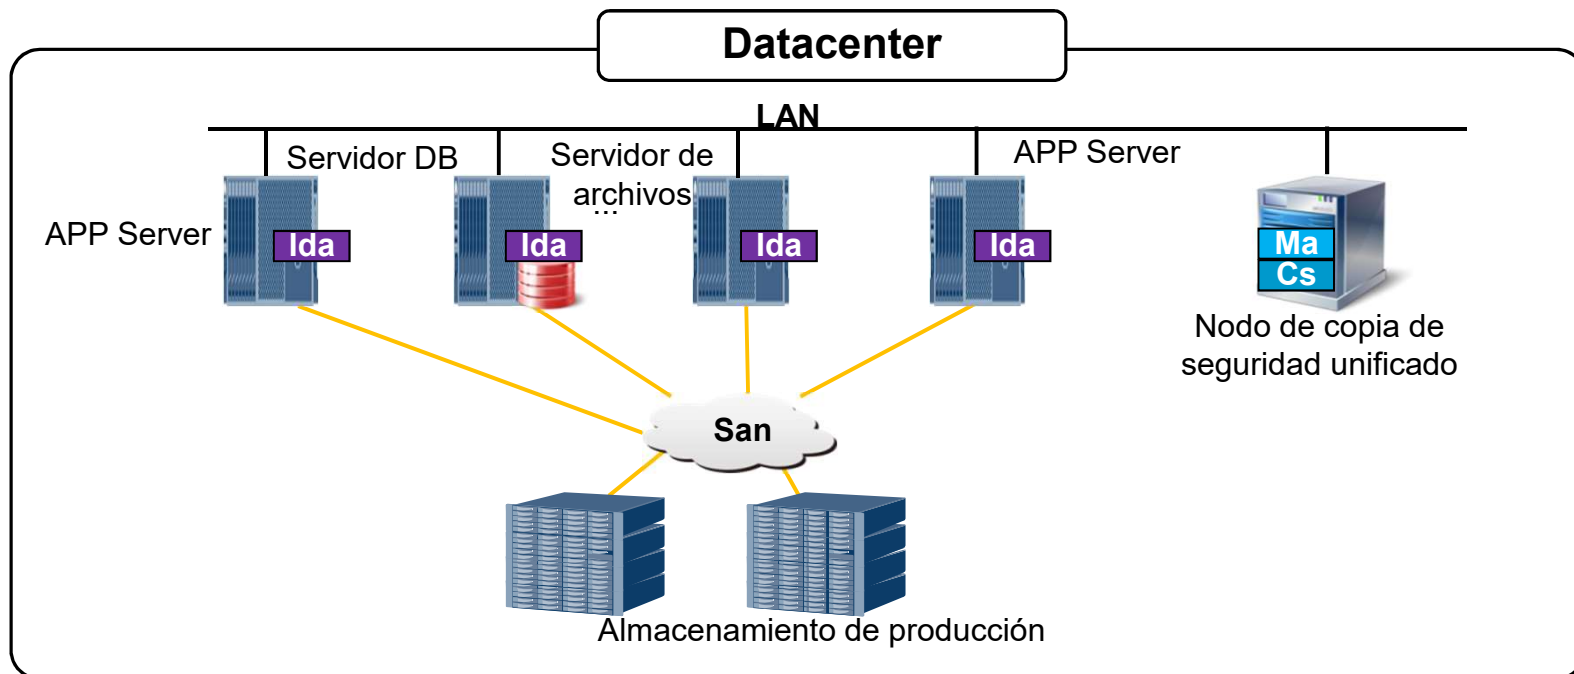 Datacenter
LAN
Servidor DB
Servidor de
archivos
...
APP Server
APP Server
Ida
Ida
Ida
Ida
Ma
Cs
Nodo de copia de
seguridad unificado
San
Almacenamiento de producción